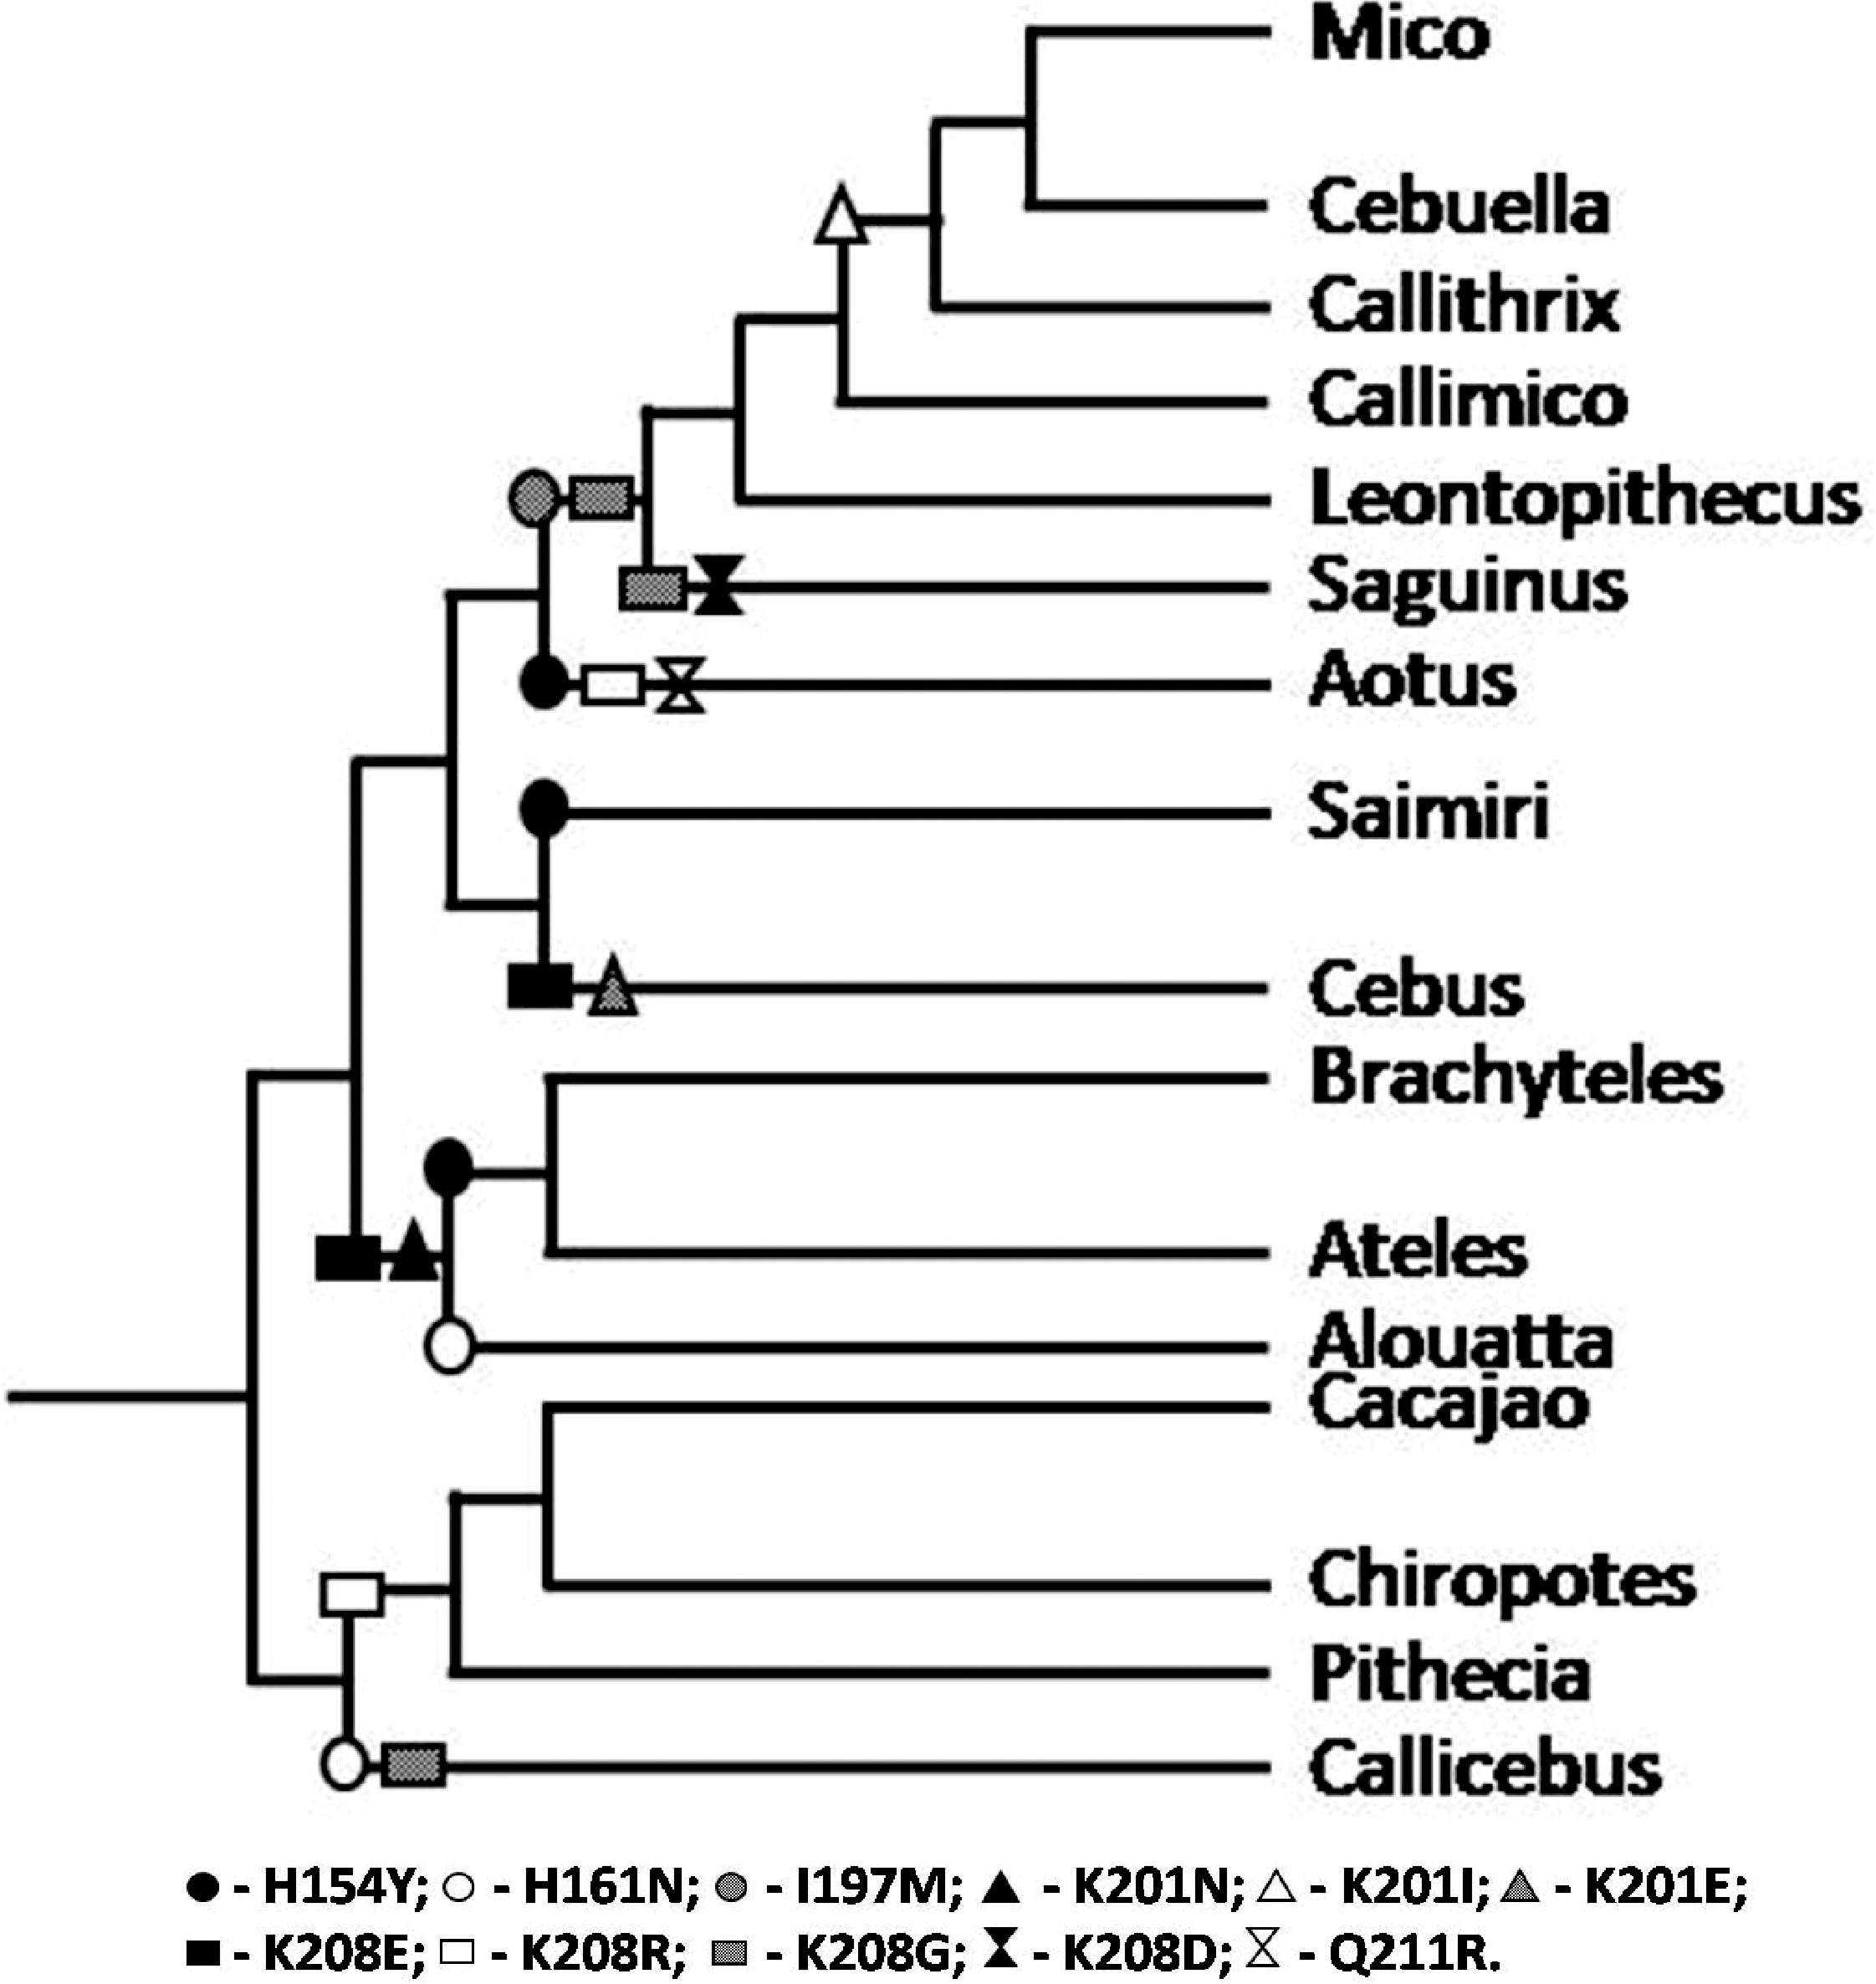 Mico
Cebuella
Callithrix
Callimico
Leontopithecus
Saguinus
Aotus
Saimiri
Cebus
Brachyteles
Ateles
Alouatta
Cacajao
Chiropotes
Pithecia
Callicebus
- H154Y; - H161N; - I197M; - K201N; - K201I; - K201E;
- K208E; - K208R; - K208G; - K208D; - Q211R.